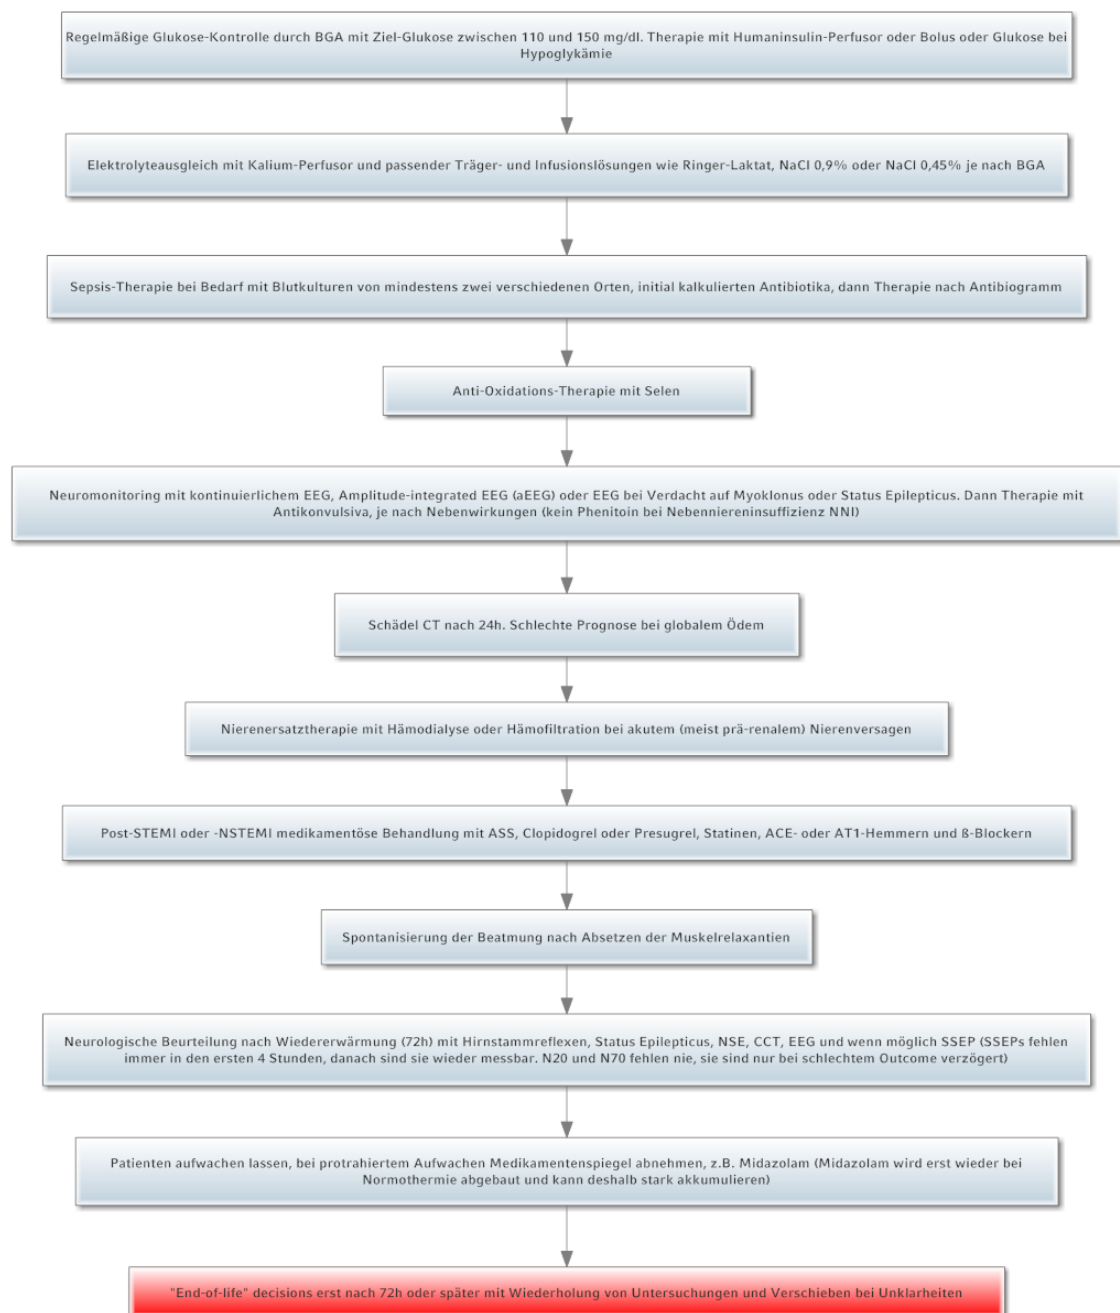 Regelmäßige Glukose-Kontrolle durch BGA mit Ziel-Glukose zwischen 110 und 150 mg/dl. Therapie mit Humaninsulin-Perfusor oder Bolus oder Glukose bei
Hypoglykämie
Elektrolyteausgleich mit Kalium-Perfusor und passender Träger- und Infusionslösungen wie Ringer-Laktat, NaCl 0,9% oder NaCl 0,45% je nach BGA
Sepsis-Therapie bei Bedarf mit Blutkulturen von mindestens zwei verschiedenen Orten, initial kalkulierten Antibiotika, dann Therapie nach Antibiogramm
Anti-Oxidations-Therapie mit Selen
Neuromonitoring mit kontinuierlichem EEG, Amplitude-integrated EEG (aEEG) oder EEG bei Verdacht auf Myoklonus oder Status Epilepticus. Dann Therapie mit
Antikonvulsiva, je nach Nebenwirkungen (kein Phenitoin bei Nebenniereninsuffizienz NNI)
Schädel CT nach 24h. Schlechte Prognose bei globalem Ödem
Nierenersatztherapie mit Hämodialyse oder Hämofiltration bei akutem (meist prä-renalem) Nierenversagen
Post-STEMI oder -NSTEMI medikamentöse Behandlung mit ASS, Clopidogrel oder Presugrel, Statinen, ACE- oder AT1-Hemmern und ß-Blockern
Spontanisierung der Beatmung nach Absetzen der Muskelrelaxantien
Neurologische Beurteilung nach Wiedererwärmung (72h) mit Hirnstammreflexen, Status Epilepticus, NSE, CCT, EEG und wenn möglich SSEP (SSEPs fehlen
immer in den ersten 4 Stunden, danach sind sie wieder messbar. N20 und N70 fehlen nie, sie sind nur bei schlechtem Outcome verzögert)
Patienten aufwachen lassen, bei protrahiertem Aufwachen Medikamentenspiegel abnehmen, z.B. Midazolam (Midazolam wird erst wieder bei
Normothermie abgebaut und kann deshalb stark akkumulieren)
"End-of-life" decisions erst nach 72h oder später mit Wiederholung von Untersuchungen und Verschieben bei Unklarheiten